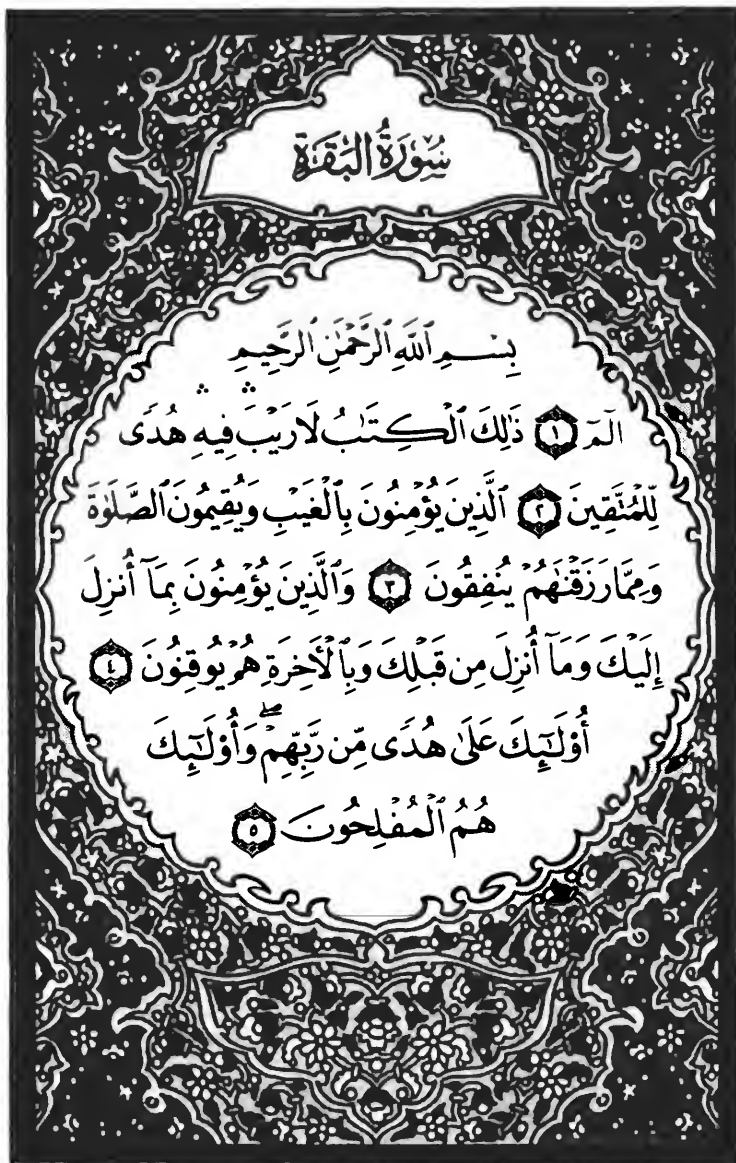 سُورَةُ البَقَرَةِ
بِسْمِ ٱللَّهِ ٱلرَّحْمَٰنِ ٱلرَّحِيمِ
الٓمٓ ۝١ ذَٰلِكَ ٱلْكِتَٰبُ لَا رَيْبَ ۛ فِيهِ ۛ هُدًى
لِّلْمُتَّقِينَ ۝٢ ٱلَّذِينَ يُؤْمِنُونَ بِٱلْغَيْبِ وَيُقِيمُونَ ٱلصَّلَوٰةَ
وَمِمَّا رَزَقْنَٰهُمْ يُنفِقُونَ ۝٣ وَٱلَّذِينَ يُؤْمِنُونَ بِمَآ أُنزِلَ
إِلَيْكَ وَمَآ أُنزِلَ مِن قَبْلِكَ وَبِٱلْأَخِرَةِ هُمْ يُوقِنُونَ ۝٤
أُو۟لَٰٓئِكَ عَلَىٰ هُدًى مِّن رَّبِّهِمْ ۖ وَأُو۟لَٰٓئِكَ
هُمُ ٱلْمُفْلِحُونَ ۝٥